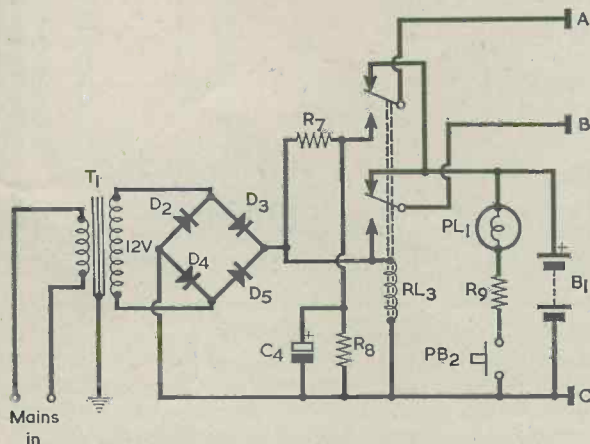 A
B
R7
T1
D2
D3
12V
D4
D5
PL1
RL3
R9
B1
C4
+
R8
PB2
+
C
Mains
in